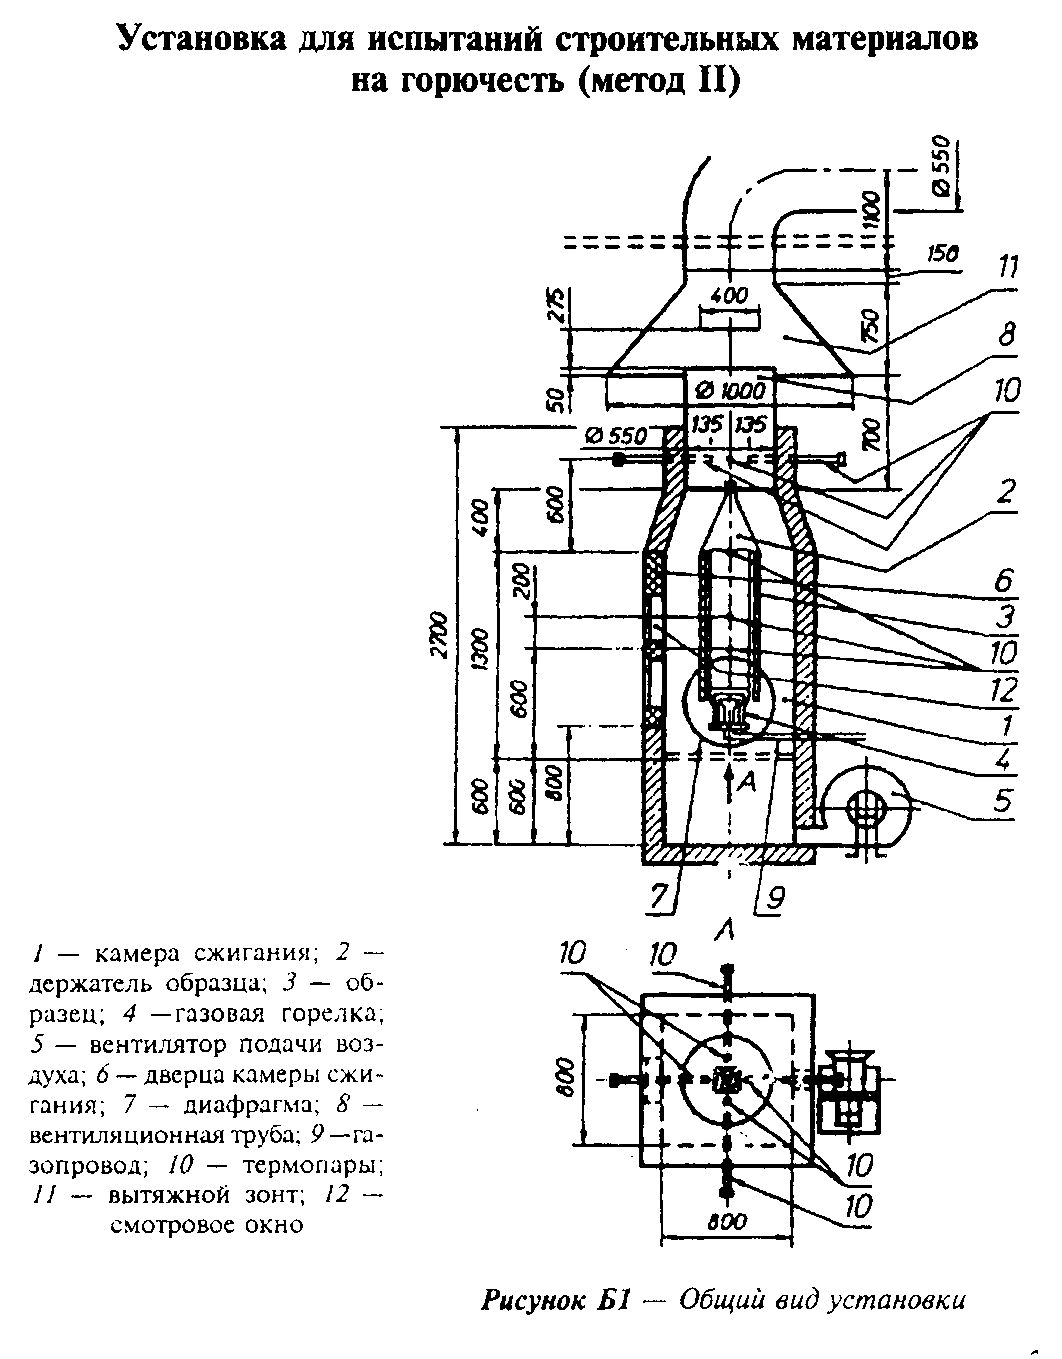 Установка для испытаний строительных материалов
на горючесть (метод II)
Ø 550
1100
150
11
400
275
750
8
50
Ø 1000
10
135
135
Ø 550
700
400
600
2
200
6
3
2700
1300
10
600
12
1
4
А
600
600
800
5
7
9
А
10
10
800
10
10
800
1 — камера сжигания; 2 —
держатель образца; 3 — об-
разец; 4 —газовая горелка;
5 — вентилятор подачи воз-
духа; 6 — дверца камеры сжи-
гания; 7 — диафрагма; 8 —
вентиляционная труба; 9 —га-
зопровод; 10 — термопары;
11 — вытяжной зонт; 12 —
смотровое окно
Рисунок Б1 — Общий вид установки